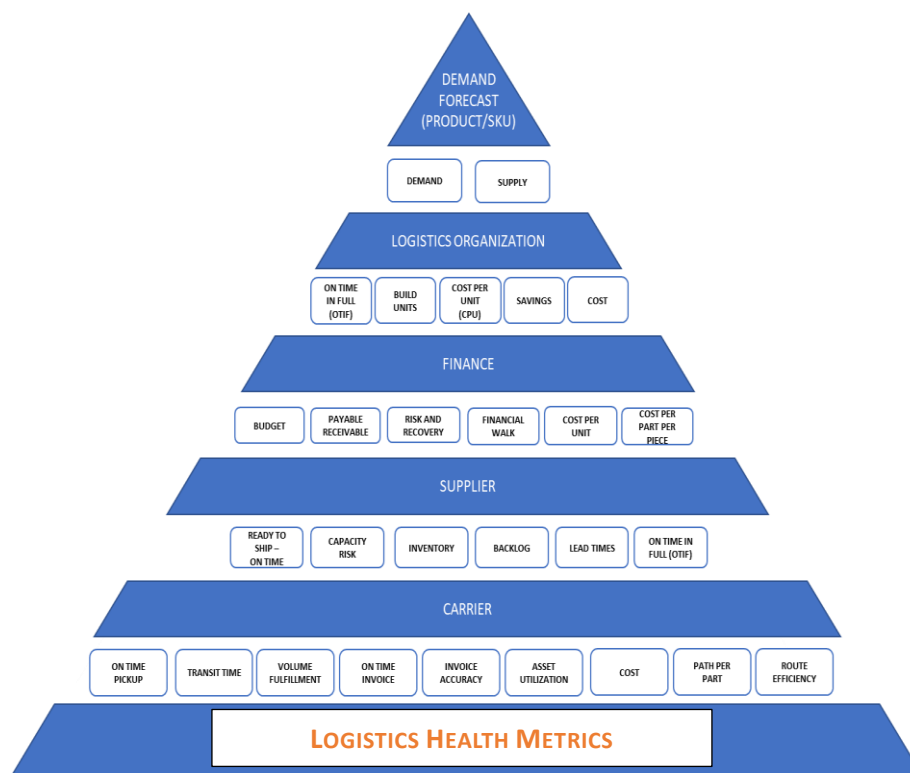 DEMAND
FORECAST
(PRODUCT/SKU)
DEMAND
SUPPLY
LOGISTICS ORGANIZATION
ON TIME
IN FULL
(OTIF)
BUILD
UNITS
COST PER
UNIT
(CPU)
SAVINGS
COST
FINANCE
BUDGET
PAYABLE
RECEIVABLE
RISK AND
RECOVERY
FINANCIAL
WALK
COST PER
UNIT
COST PER
PART PER
PIECE
SUPPLIER
READY TO
SHIP –
ON TIME
CAPACITY
RISK
INVENTORY
BACKLOG
LEAD TIMES
ON TIME IN
FULL (OTIF)
CARRIER
ON TIME
PICKUP
TRANSIT TIME
VOLUME
FULFILLMENT
ON TIME
INVOICE
INVOICE
ACCURACY
ASSET
UTILIZATION
COST
PATH PER
PART
ROUTE
EFFICIENCY
LOGISTICS HEALTH METRICS